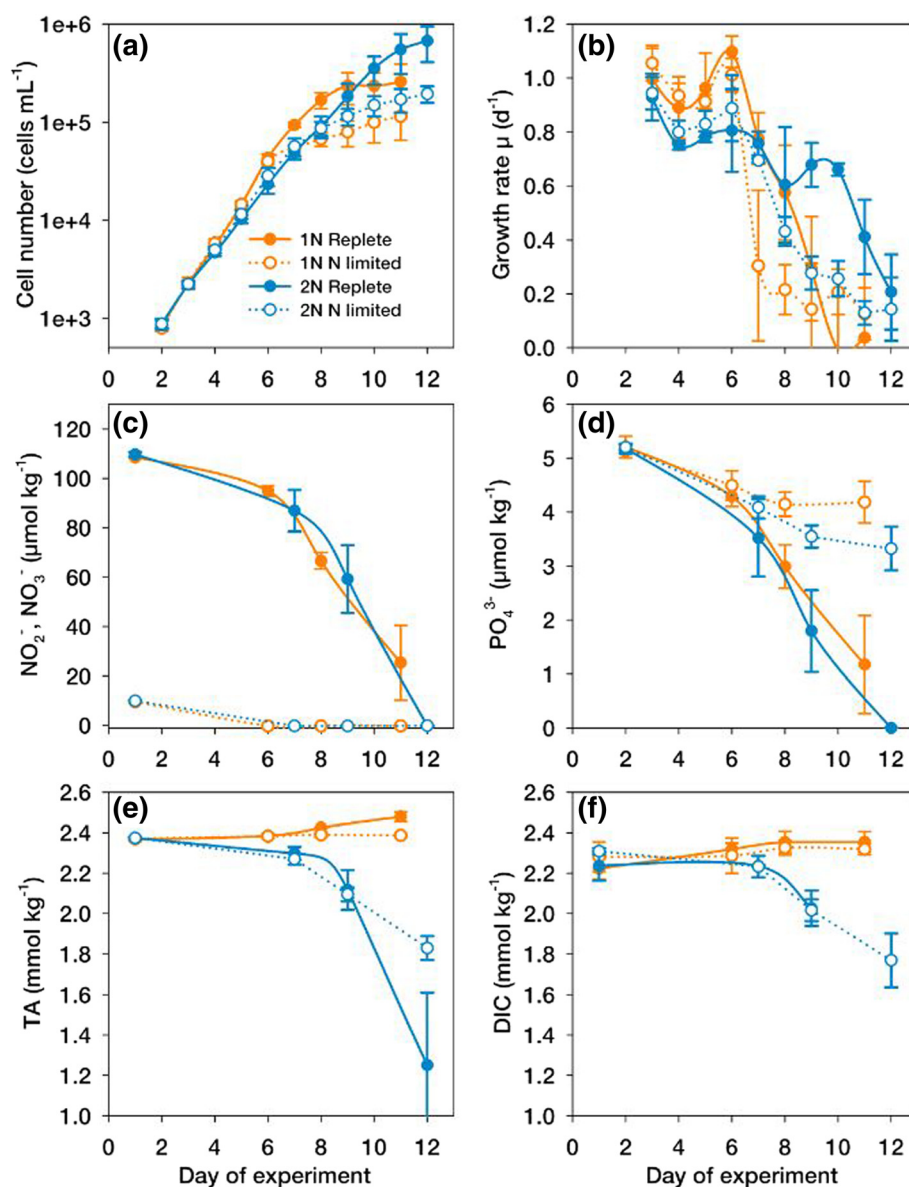 (a)
Cell number (cells mL⁻¹)
1e+6
1e+5
1e+4
1e+3
1N Replete
1N N limited
2N Replete
2N N limited
0 2 4 6 8 10 12
(b)
Growth rate µ (d⁻¹)
1.2
1.0
0.8
0.6
0.4
0.2
0.0
0 2 4 6 8 10 12
(c)
NO₂⁻, NO₃⁻ (µmol kg⁻¹)
120
100
80
60
40
20
0
0 2 4 6 8 10 12
(d)
PO₄³⁻ (µmol kg⁻¹)
6
5
4
3
2
1
0
0 2 4 6 8 10 12
(e)
TA (mmol kg⁻¹)
2.6
2.4
2.2
2.0
1.8
1.6
1.4
1.2
1.0
0 2 4 6 8 10 12
Day of experiment
(f)
DIC (mmol kg⁻¹)
2.6
2.4
2.2
2.0
1.8
1.6
1.4
1.2
1.0
0 2 4 6 8 10 12
Day of experiment